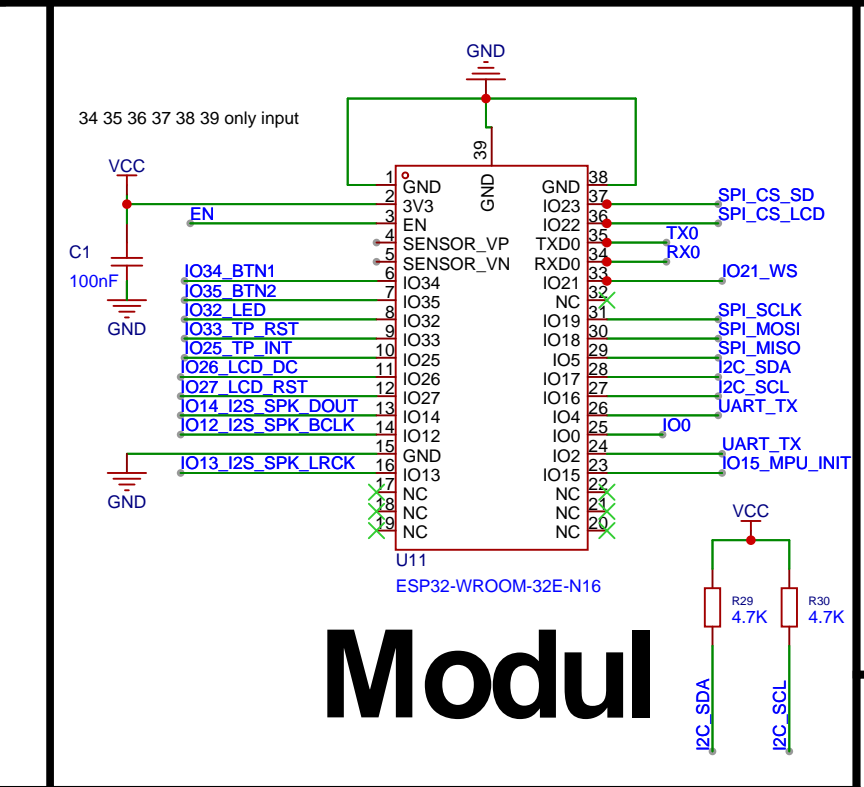 GND
34 35 36 37 38 39 only input
39
GND
VCC
C1
100nF
GND
EN
IO34_BTN1
IO35_BTN2
IO32_LED
IO33_TP_RST
IO25_TP_INT
IO26_LCD_DC
IO27_LCD_RST
IO14_I2S_SPK_DOUT
IO12_I2S_SPK_BCLK
IO13_I2S_SPK_LRCK
GND
1 GND
2 3V3
3 EN
4 SENSOR_VP
5 SENSOR_VN
6 IO34
7 IO35
8 IO32
9 IO33
10 IO25
11 IO26
12 IO27
13 IO14
14 IO12
15 GND
16 IO13
17 NC
18 NC
19 NC
GND 38
IO23 37 SPI_CS_SD
IO22 36 SPI_CS_LCD
TXD0 35 TX0
RXD0 34 RX0
IO21 33 IO21_WS
NC 32
IO19 31 SPI_SCLK
IO18 30 SPI_MOSI
IO5 29 SPI_MISO
IO17 28 I2C_SDA
IO16 27 I2C_SCL
IO4 26 UART_TX
IO0 25 IO0
IO2 24 UART_TX
IO15 23 IO15_MPU_INIT
NC 22
NC 21
NC 20
U11
ESP32-WROOM-32E-N16
VCC
R29
4.7K
R30
4.7K
I2C_SDA
I2C_SCL
Modul